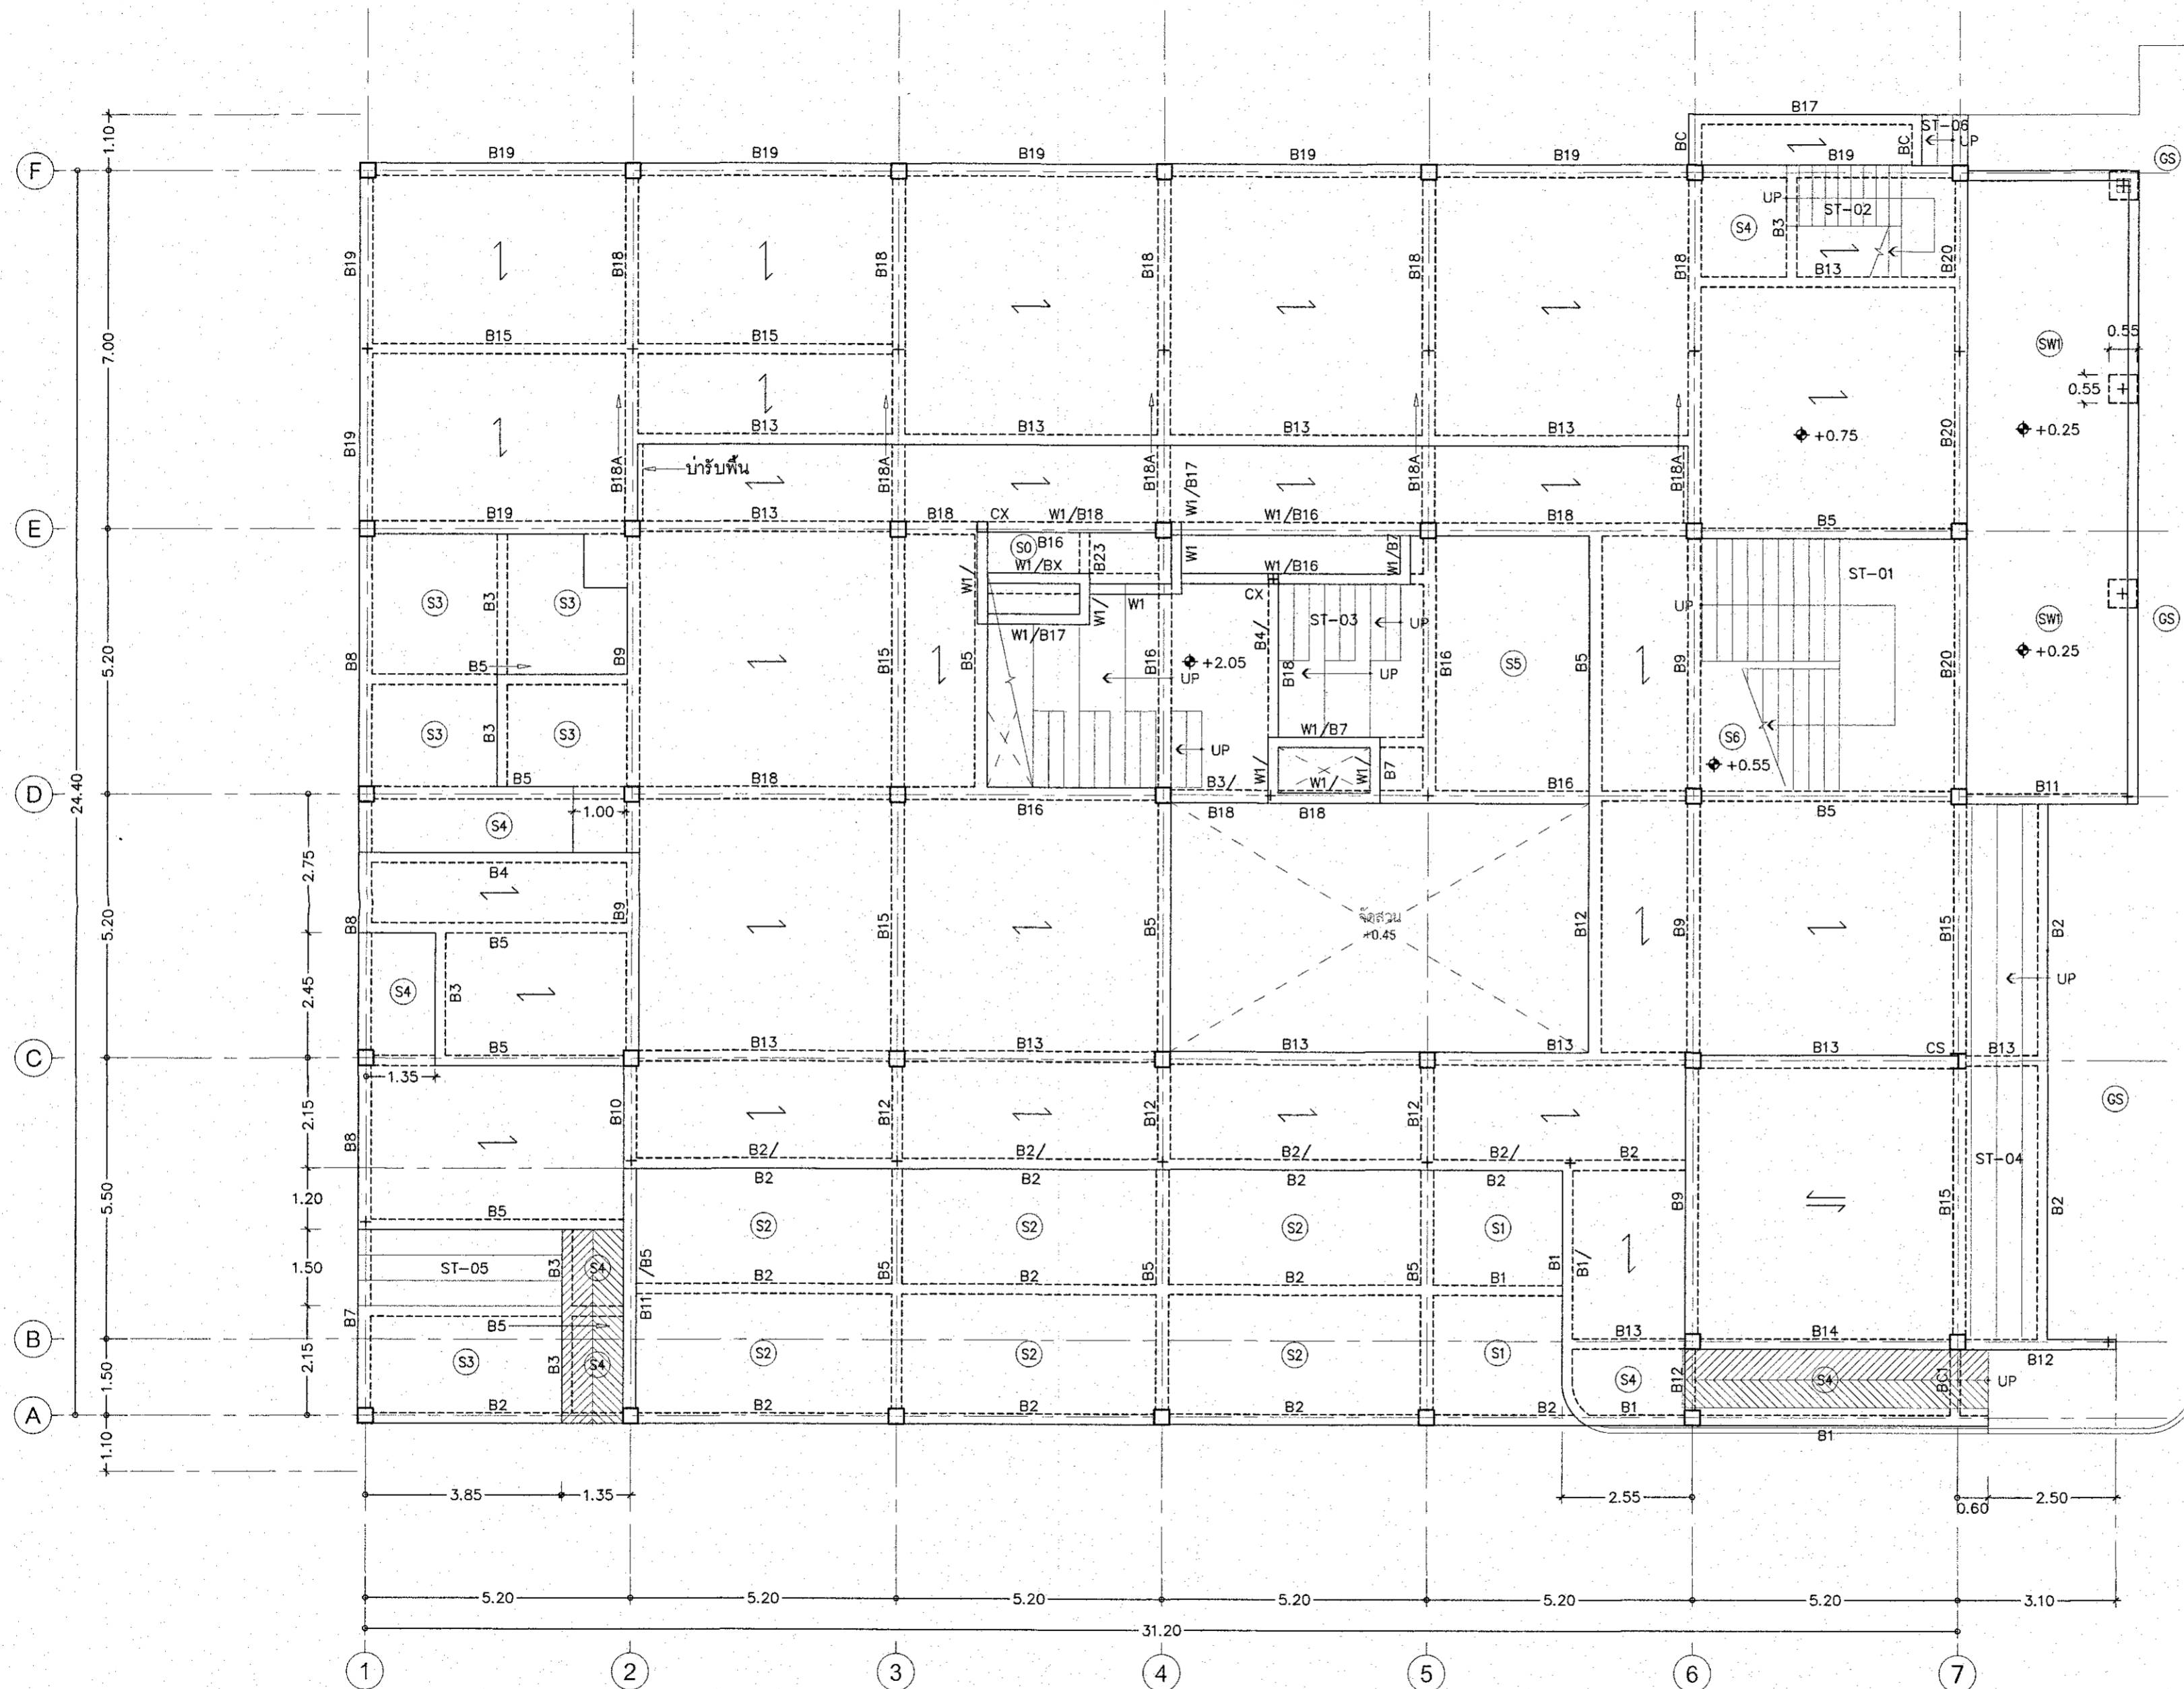 B17
ST-06
UP
BC
BC
1.10
F
B19
B19
B19
B19
B19
B19
GS
UP
ST-02
S4
B3
B13
B20
B19
B18
B18
B18
B18
B18
7.00
B15
B15
0.55
SW1
0.55
+0.75
+0.25
B19
B18A
บ่ารับพื้น
B13
B13
B13
B13
B18A
B18A
W1/B17
B18A
B18A
B20
E
B19
B13
B18
CX
W1/B18
W1/B16
B18
B5
S0
B16
B23
W1
W1/B7
W1/BX
W1/B16
W1/
W1/
W1
CX
ST-01
S3
B3
S3
W1/B17
ST-03
UP
UP
SW1
GS
5.20
B8
B5
B9
B15
B5
B16
+2.05
B4/
B18
UP
UP
B16
S5
B5
B9
B20
+0.25
S3
B3
S3
UP
W1/B7
S6
+0.55
B5
B18
B3/
W1/
W1/
W1/
B7
B16
B11
D
24.40
1.00
B16
B18
B18
B5
S4
2.75
B4
5.20
B8
B9
B15
B5
จัดสวน
+0.45
B12
B9
B15
B2
B5
UP
2.45
S4
B3
B5
B13
B13
B13
B13
B13
CS
B13
C
1.35
GS
2.15
B8
B10
B12
B12
B12
B2/
B2/
B2/
B2/
B2
ST-04
B2
B2
B2
B2
5.50
1.20
B5
S2
S2
S2
S1
B9
B15
B2
1.50
ST-05
B3
S4
/B5
B5
B5
B5
B1
B1/
B2
B2
B2
B1
B7
B5
B11
B13
B14
B
2.15
S3
B3
S4
S2
S2
S2
S1
S4
B12
S4
BC1
UP
B12
1.50
B2
B2
B2
B2
B2
B1
A
B1
1.10
3.85
1.35
2.55
0.60
2.50
5.20
5.20
5.20
5.20
5.20
5.20
3.10
31.20
1
2
3
4
5
6
7